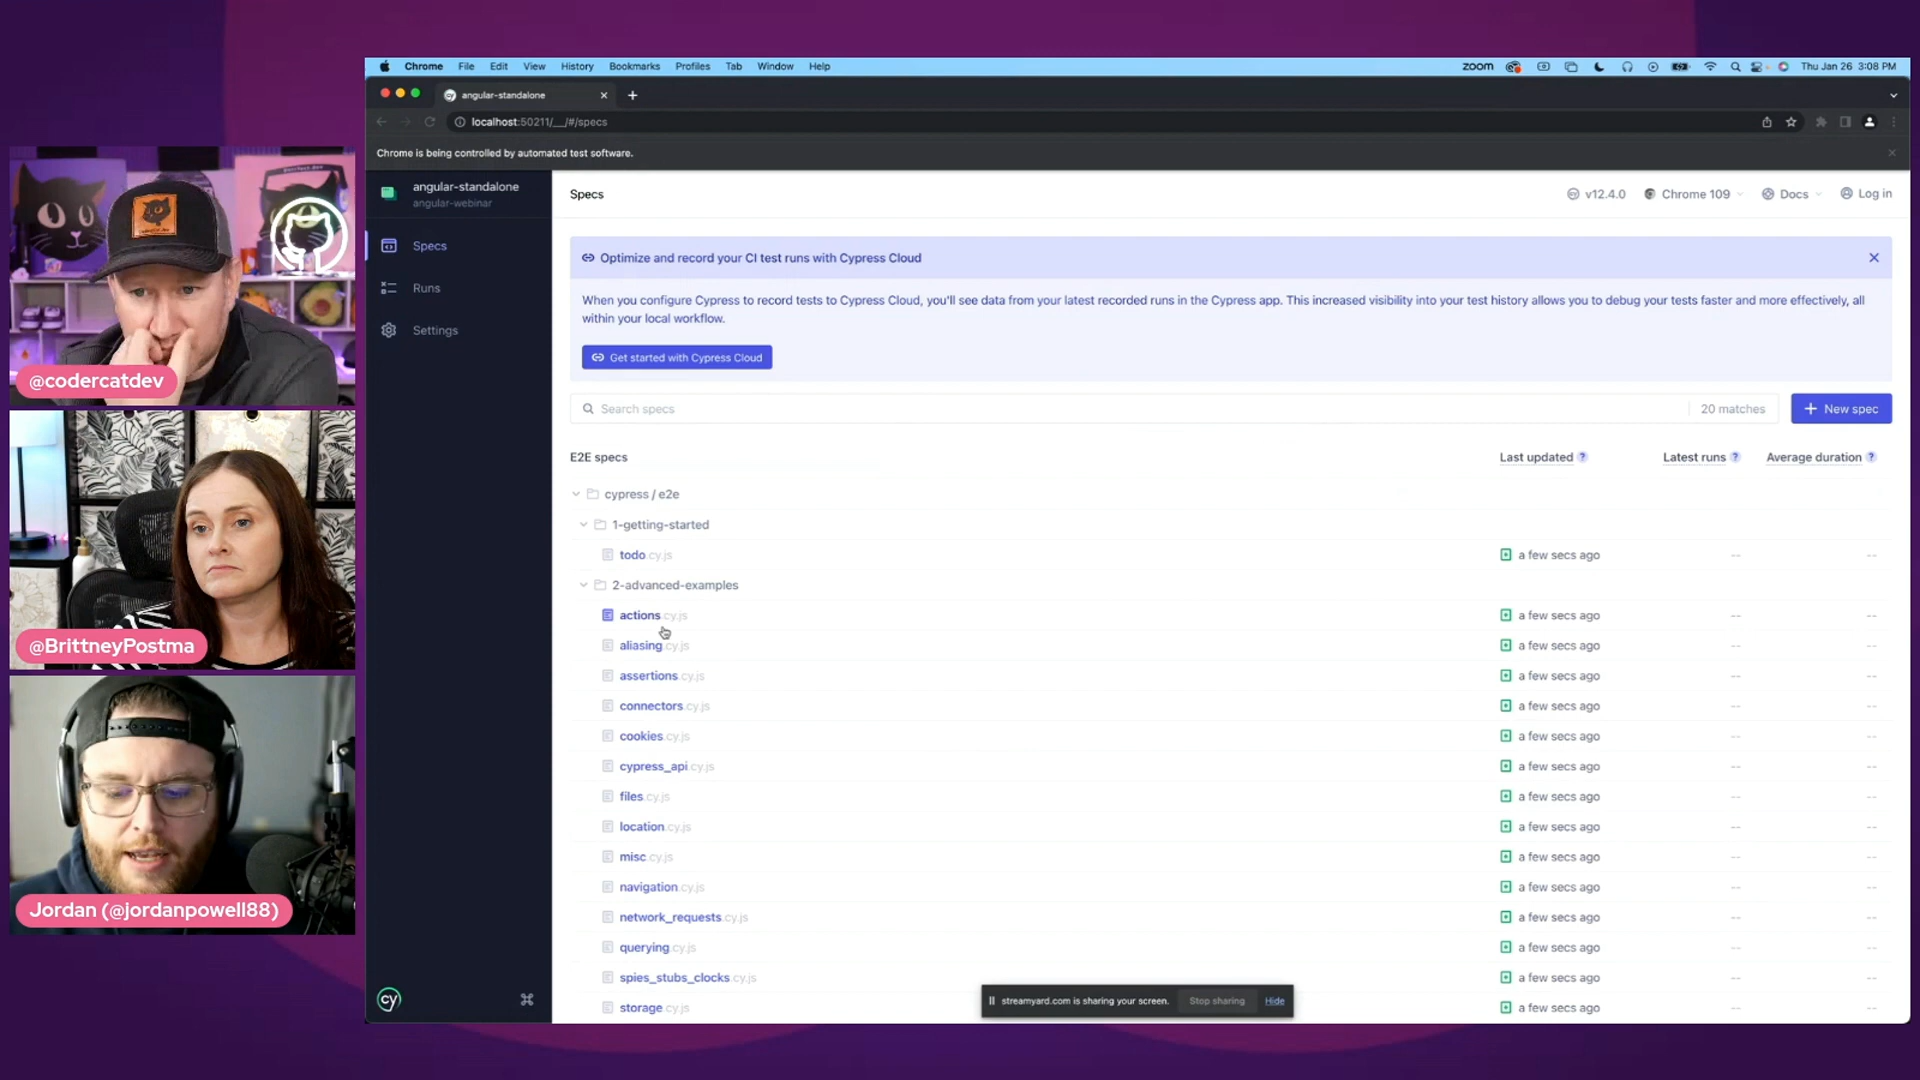 Chrome File Edit View History Bookmarks Profiles Tab Window Help
zoom Thu Jan 26 3:08 PM
angular-standalone
localhost:50211/__/#/specs
Chrome is being controlled by automated test software.
angular-standalone
angular-webinar
Specs
Runs
Settings
cy
Specs
v12.4.0 Chrome 109 Docs Log in
Optimize and record your CI test runs with Cypress Cloud
When you configure Cypress to record tests to Cypress Cloud, you'll see data from your latest recorded runs in the Cypress app. This increased visibility into your test history allows you to debug your tests faster and more effectively, all
within your local workflow.
Get started with Cypress Cloud
Search specs 20 matches + New spec
E2E specs Last updated ? Latest runs ? Average duration ?
cypress / e2e
1-getting-started
todo.cy.js a few secs ago -- --
2-advanced-examples
actions.cy.js a few secs ago -- --
aliasing.cy.js a few secs ago -- --
assertions.cy.js a few secs ago -- --
connectors.cy.js a few secs ago -- --
cookies.cy.js a few secs ago -- --
cypress_api.cy.js a few secs ago -- --
files.cy.js a few secs ago -- --
location.cy.js a few secs ago -- --
misc.cy.js a few secs ago -- --
navigation.cy.js a few secs ago -- --
network_requests.cy.js a few secs ago -- --
querying.cy.js a few secs ago -- --
spies_stubs_clocks.cy.js a few secs ago -- --
storage.cy.js a few secs ago -- --
streamyard.com is sharing your screen. Stop sharing Hide
@codercatdev
@BrittneyPostma
Jordan (@jordanpowell88)